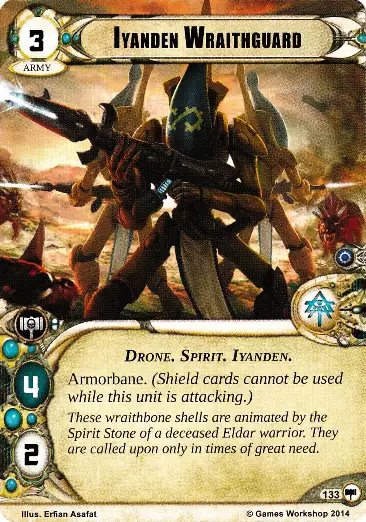 3
IYANDEN WRAITHGUARD
ARMY
DRONE. SPIRIT. IYANDEN.
Armorbane. (Shield cards cannot be used
while this unit is attacking.)
4
These wraithbone shells are animated by the
Spirit Stone of a deceased Eldar warrior. They
are called upon only in times of great need.
2
133
Illus. Erfian Asafat
© Games Workshop 2014